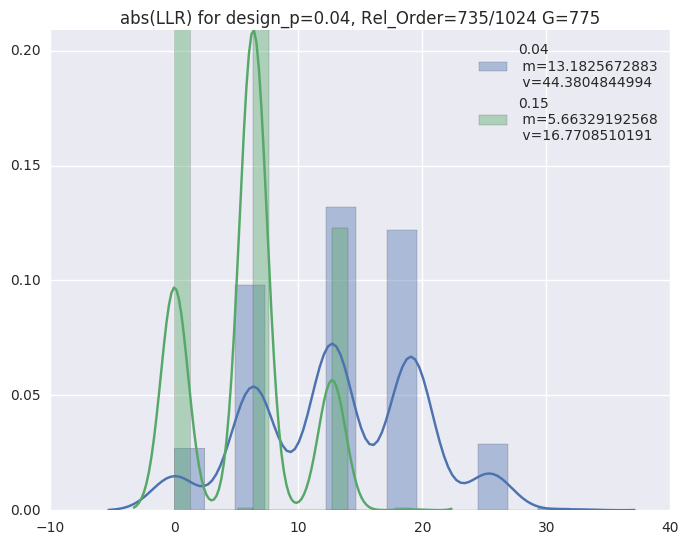 abs(LLR) for design_p=0.04, Rel_Order=735/1024 G=775
0.20
0.15
0.10
0.05
0.00
0.04
m=13.1825672883
v=44.3804844994
0.15
m=5.66329192568
v=16.7708510191
−10
0
10
20
30
40